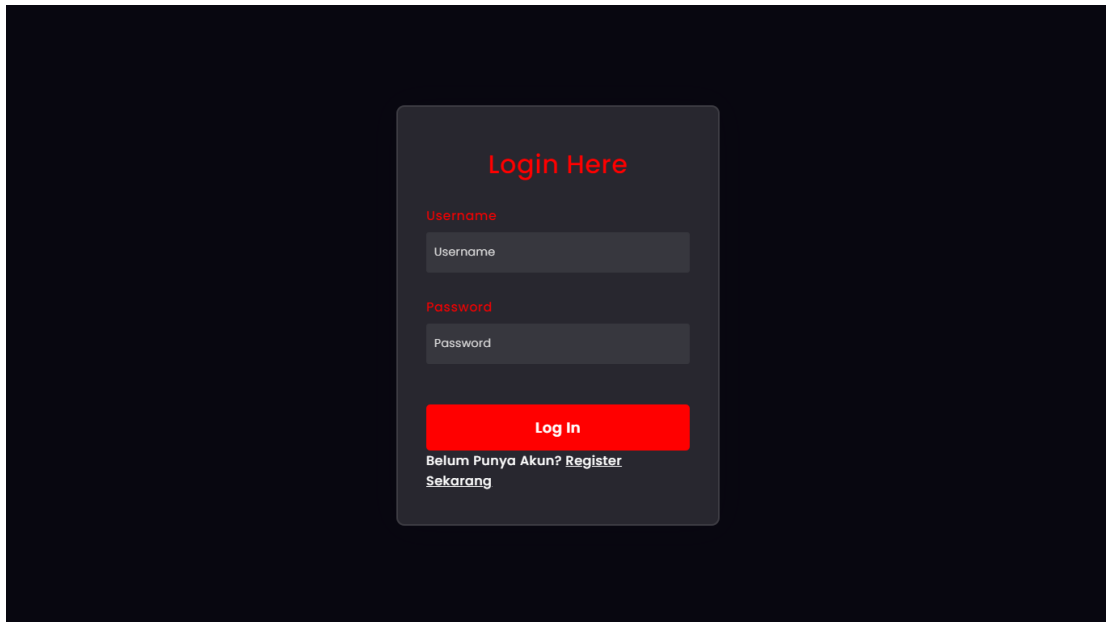 Login Here
Username
Username
Password
Password
Log In
Belum Punya Akun? Register
Sekarang